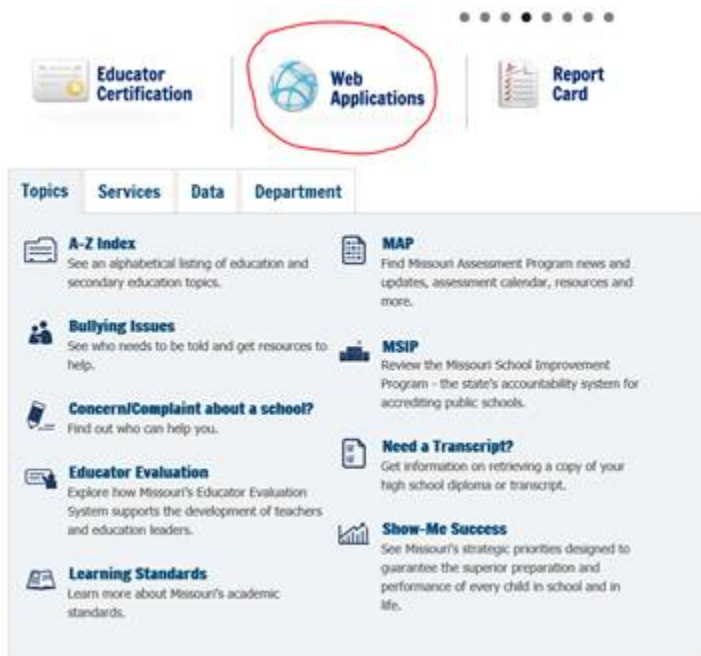 Educator
Certification
Web
Applications
Report
Card
Topics
Services
Data
Department
A-Z Index
See an alphabetical listing of education and
secondary education topics.
Bullying Issues
See who needs to be told and get resources to
help.
Concern/Complaint about a school?
Find out who can help you.
Educator Evaluation
Explore how Missouri's Educator Evaluation
System supports the development of teachers
and education leaders.
Learning Standards
Learn more about Missouri's academic
standards.
MAP
Find Missouri Assessment Program news and
updates, assessment calendar, resources and
more.
MSIP
Review the Missouri School Improvement
Program - the state's accountability system for
accrediting public schools.
Need a Transcript?
Get information on retrieving a copy of your
high school diploma or transcript.
Show-Me Success
See Missouri's strategic priorities designed to
guarantee the superior preparation and
performance of every child in school and in
life.